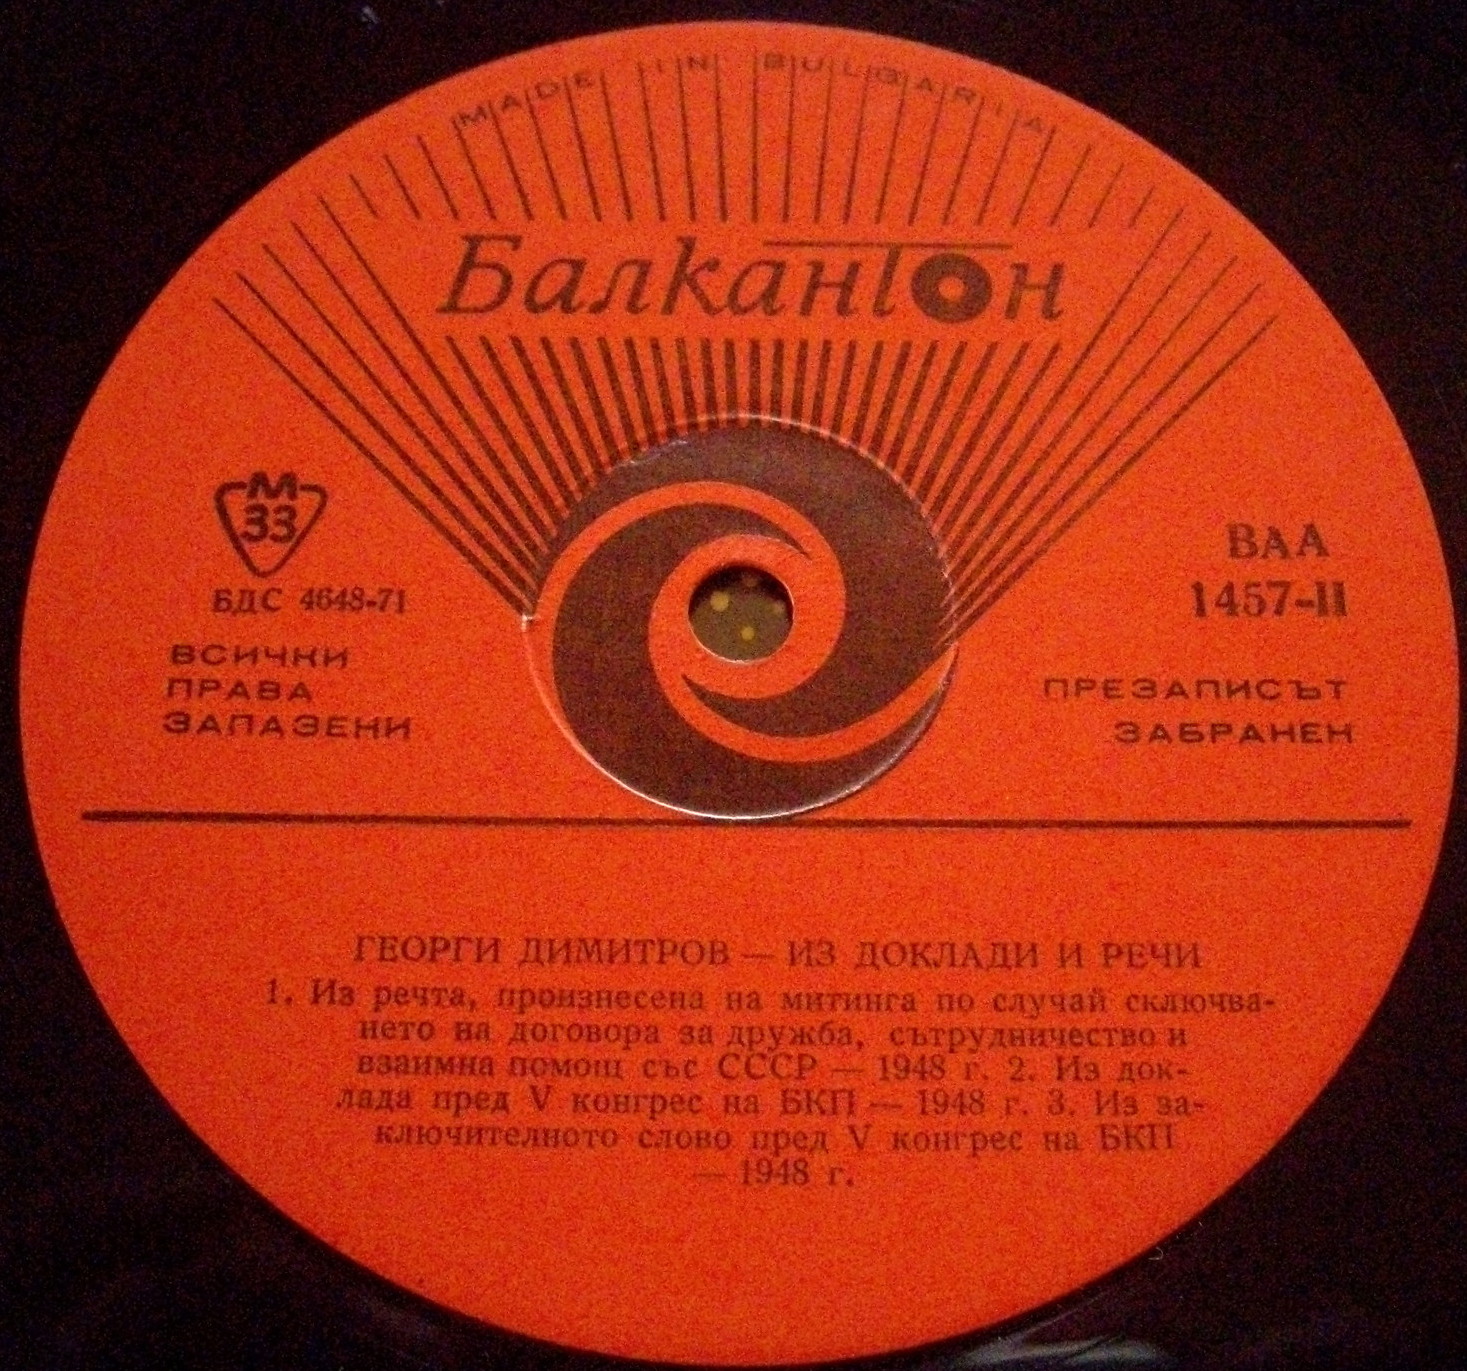 MADE IN BULGARIA
Балкантон
М
33
БДС 4648-71
ВСИЧКИ
ПРАВА
ЗАПАЗЕНИ
ВАА
1457-II
ПРЕЗАПИСЪТ
ЗАБРАНЕН
ГЕОРГИ ДИМИТРОВ — ИЗ ДОКЛАДИ И РЕЧИ
1. Из речта, произнесена на митинга по случай сключва-
нето на договора за дружба, сътрудничество и
взаимна помощ със СССР — 1948 г. 2. Из док-
лада пред V конгрес на БКП — 1948 г. 3. Из за-
ключителното слово пред V конгрес на БКП
— 1948 г.